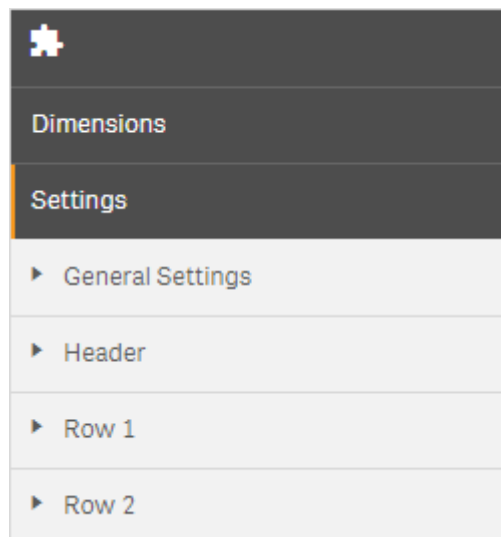 Dimensions
Settings
General Settings
Header
Row 1
Row 2